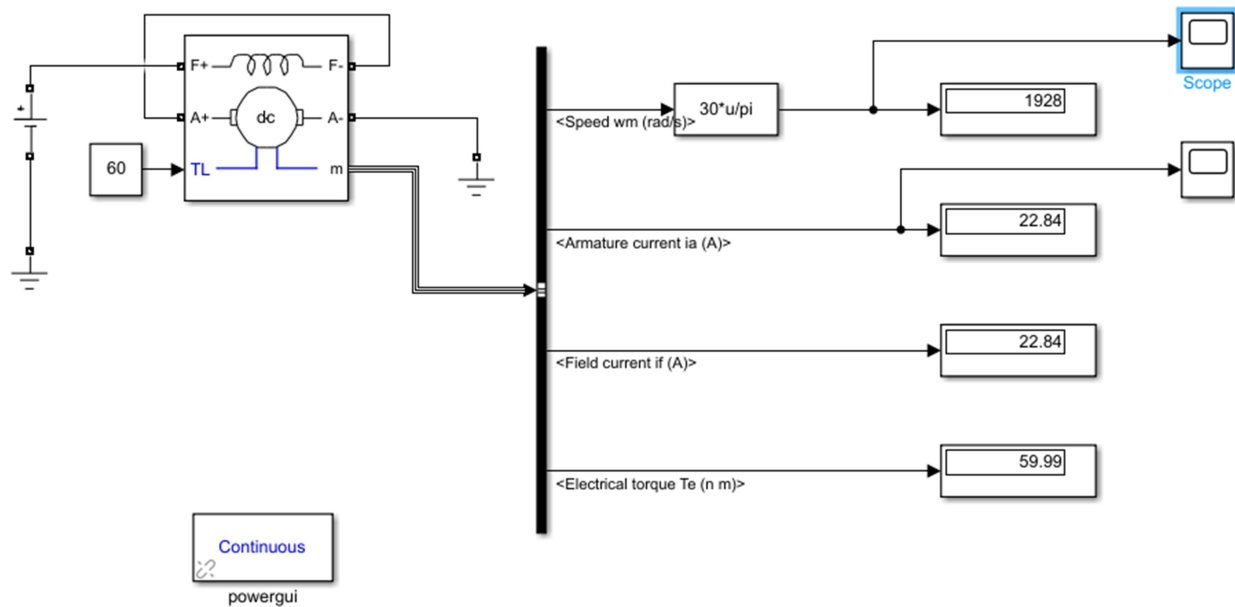 Scope
F+ F-
+
30*u/pi
1928
A+ dc A-
<Speed wm (rad/s)>
60
TL m
22.84
<Armature current ia (A)>
22.84
<Field current if (A)>
59.99
<Electrical torque Te (n m)>
Continuous
powergui